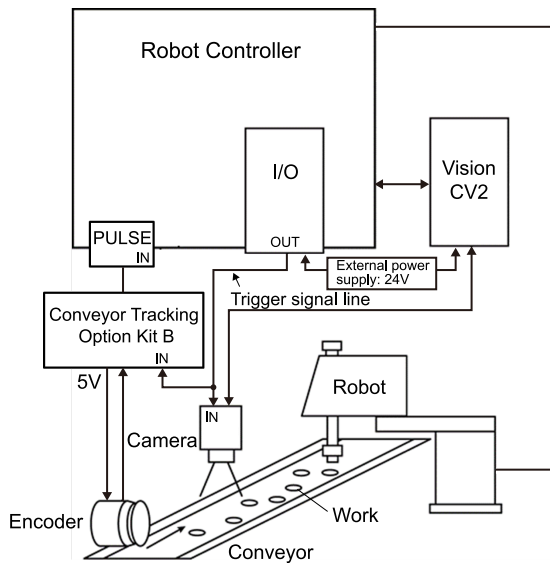 Robot Controller
I/O
OUT
Vision
CV2
PULSE
IN
External power
supply: 24V
Trigger signal line
Conveyor Tracking
Option Kit B
IN
5V
IN
Camera
Robot
Encoder
Work
Conveyor